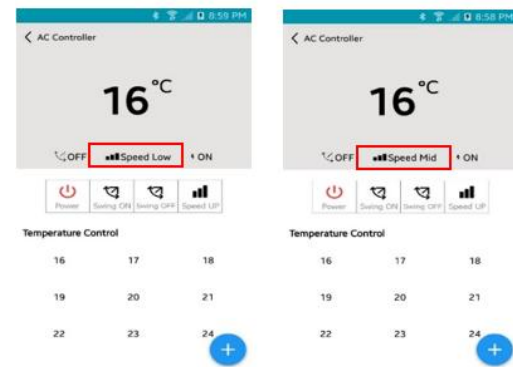 8:59 PM
AC Controller
16 °C
OFF Speed Low ON
Power Swing ON Swing OFF Speed UP
Temperature Control
16 17 18
19 20 21
22 23 24
+
8:58 PM
AC Controller
16 °C
OFF Speed Mid ON
Power Swing ON Swing OFF Speed UP
Temperature Control
16 17 18
19 20 21
22 23 24
+